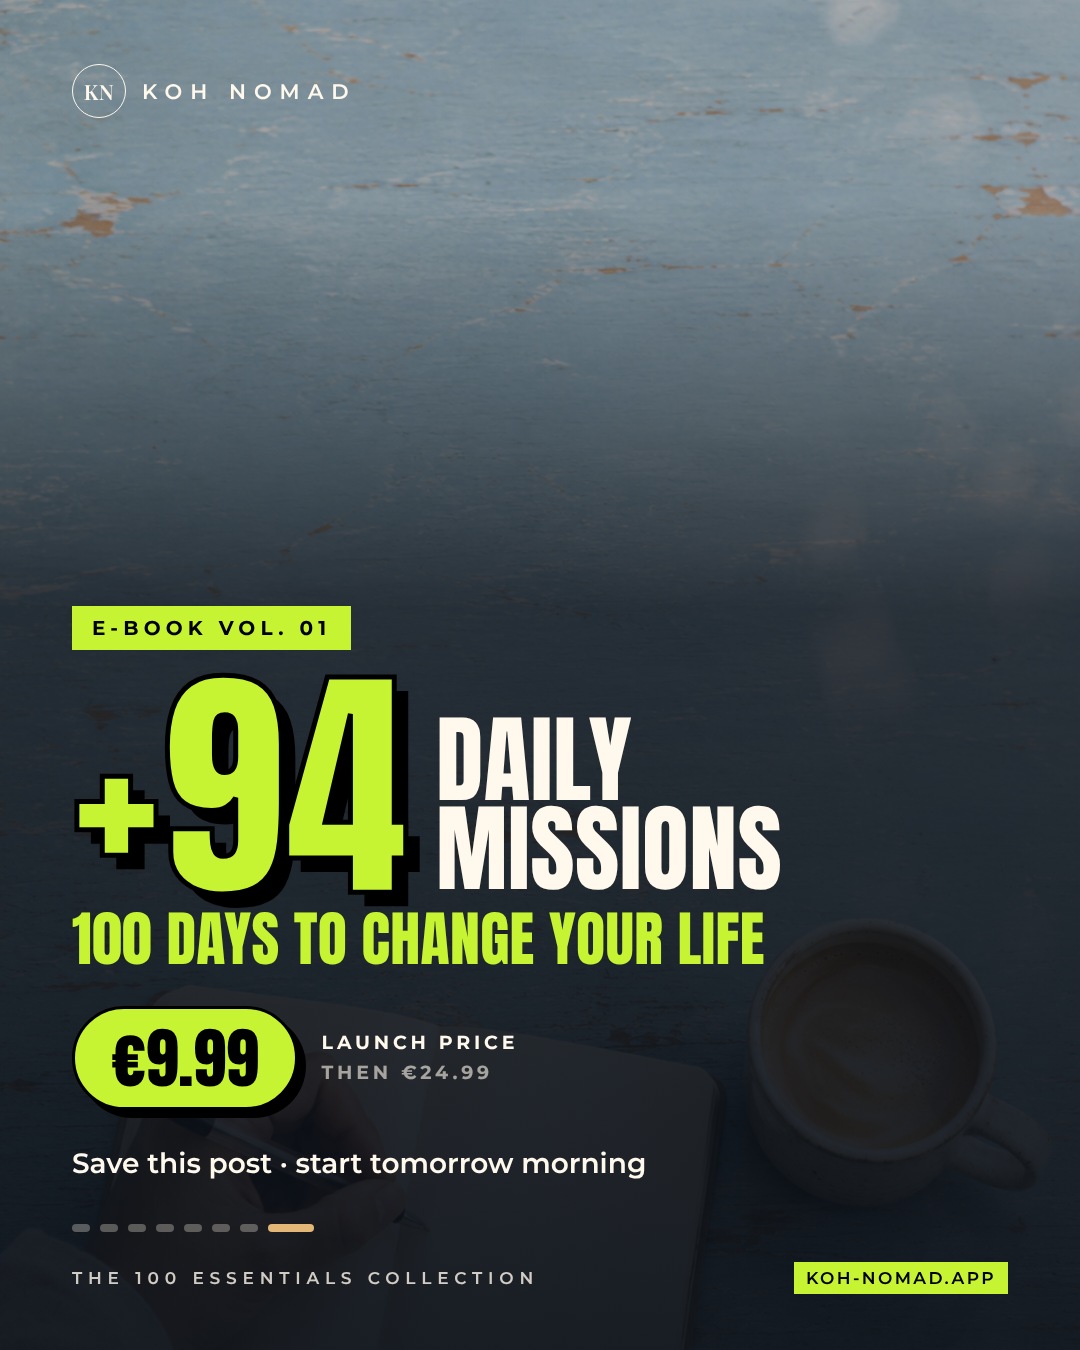 KN KOH NOMAD
E-BOOK VOL. 01
+94 DAILY
MISSIONS
100 DAYS TO CHANGE YOUR LIFE
€9.99
LAUNCH PRICE
THEN €24.99
Save this post · start tomorrow morning
THE 100 ESSENTIALS COLLECTION
KOH-NOMAD.APP